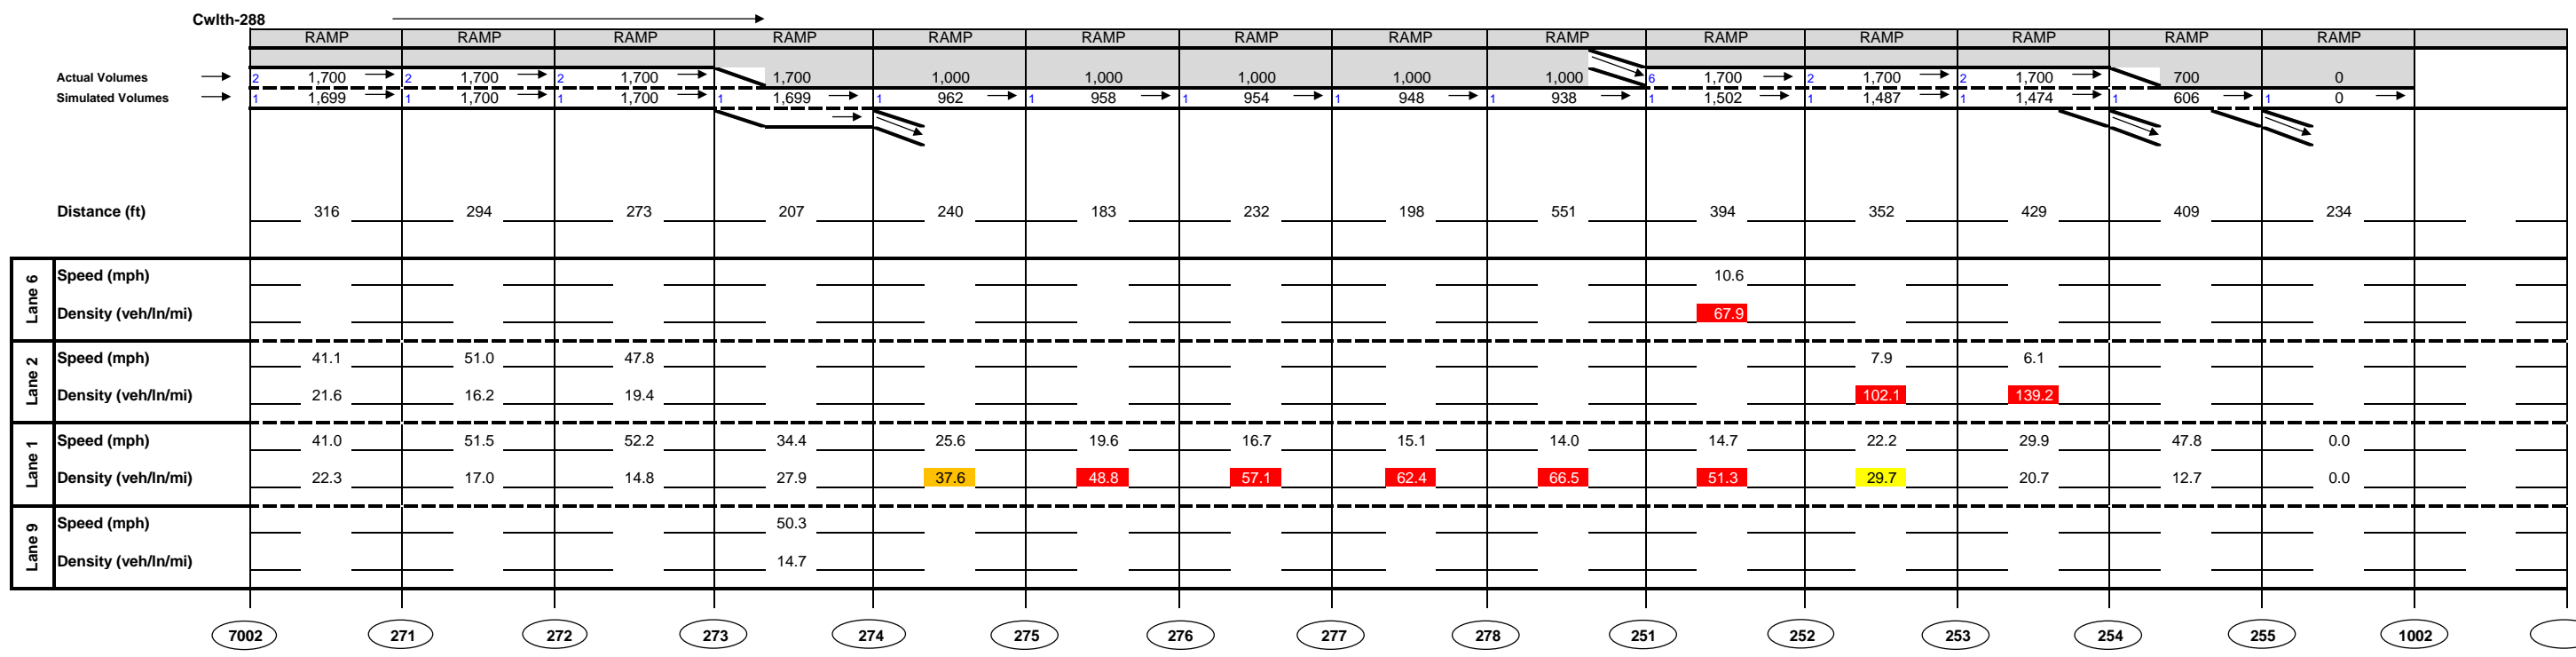 Cwlth-288
RAMP RAMP RAMP RAMP RAMP RAMP RAMP RAMP RAMP RAMP RAMP RAMP RAMP RAMP
Actual Volumes 2 1,700 2 1,700 2 1,700 1,700 1,000 1,000 1,000 1,000 1,000 6 1,700 2 1,700 2 1,700 700 0
Simulated Volumes 1 1,699 1 1,700 1 1,700 1 1,699 1 962 1 958 1 954 1 948 1 938 1 1,502 1 1,487 1 1,474 1 606 1 0
Distance (ft) 316 294 273 207 240 183 232 198 551 394 352 429 409 234
Lane 6
Speed (mph) 10.6
Density (veh/ln/mi) 67.9
Lane 2
Speed (mph) 41.1 51.0 47.8 7.9 6.1
Density (veh/ln/mi) 21.6 16.2 19.4 102.1 139.2
Lane 1
Speed (mph) 41.0 51.5 52.2 34.4 25.6 19.6 16.7 15.1 14.0 14.7 22.2 29.9 47.8 0.0
Density (veh/ln/mi) 22.3 17.0 14.8 27.9 37.6 48.8 57.1 62.4 66.5 51.3 29.7 20.7 12.7 0.0
Lane 9
Speed (mph) 50.3
Density (veh/ln/mi) 14.7
7002 271 272 273 274 275 276 277 278 251 252 253 254 255 1002